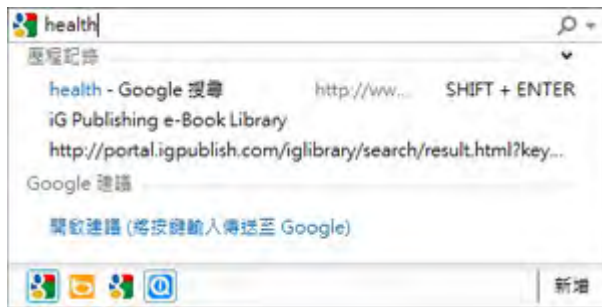 health
歷程記錄
health - Google 搜尋 http://ww... SHIFT + ENTER
iG Publishing e-Book Library
http://portal.igpublish.com/iglibrary/search/result.html?key...
Google 建議
開啟建議 (將按鍵輸入傳送至 Google)
新增